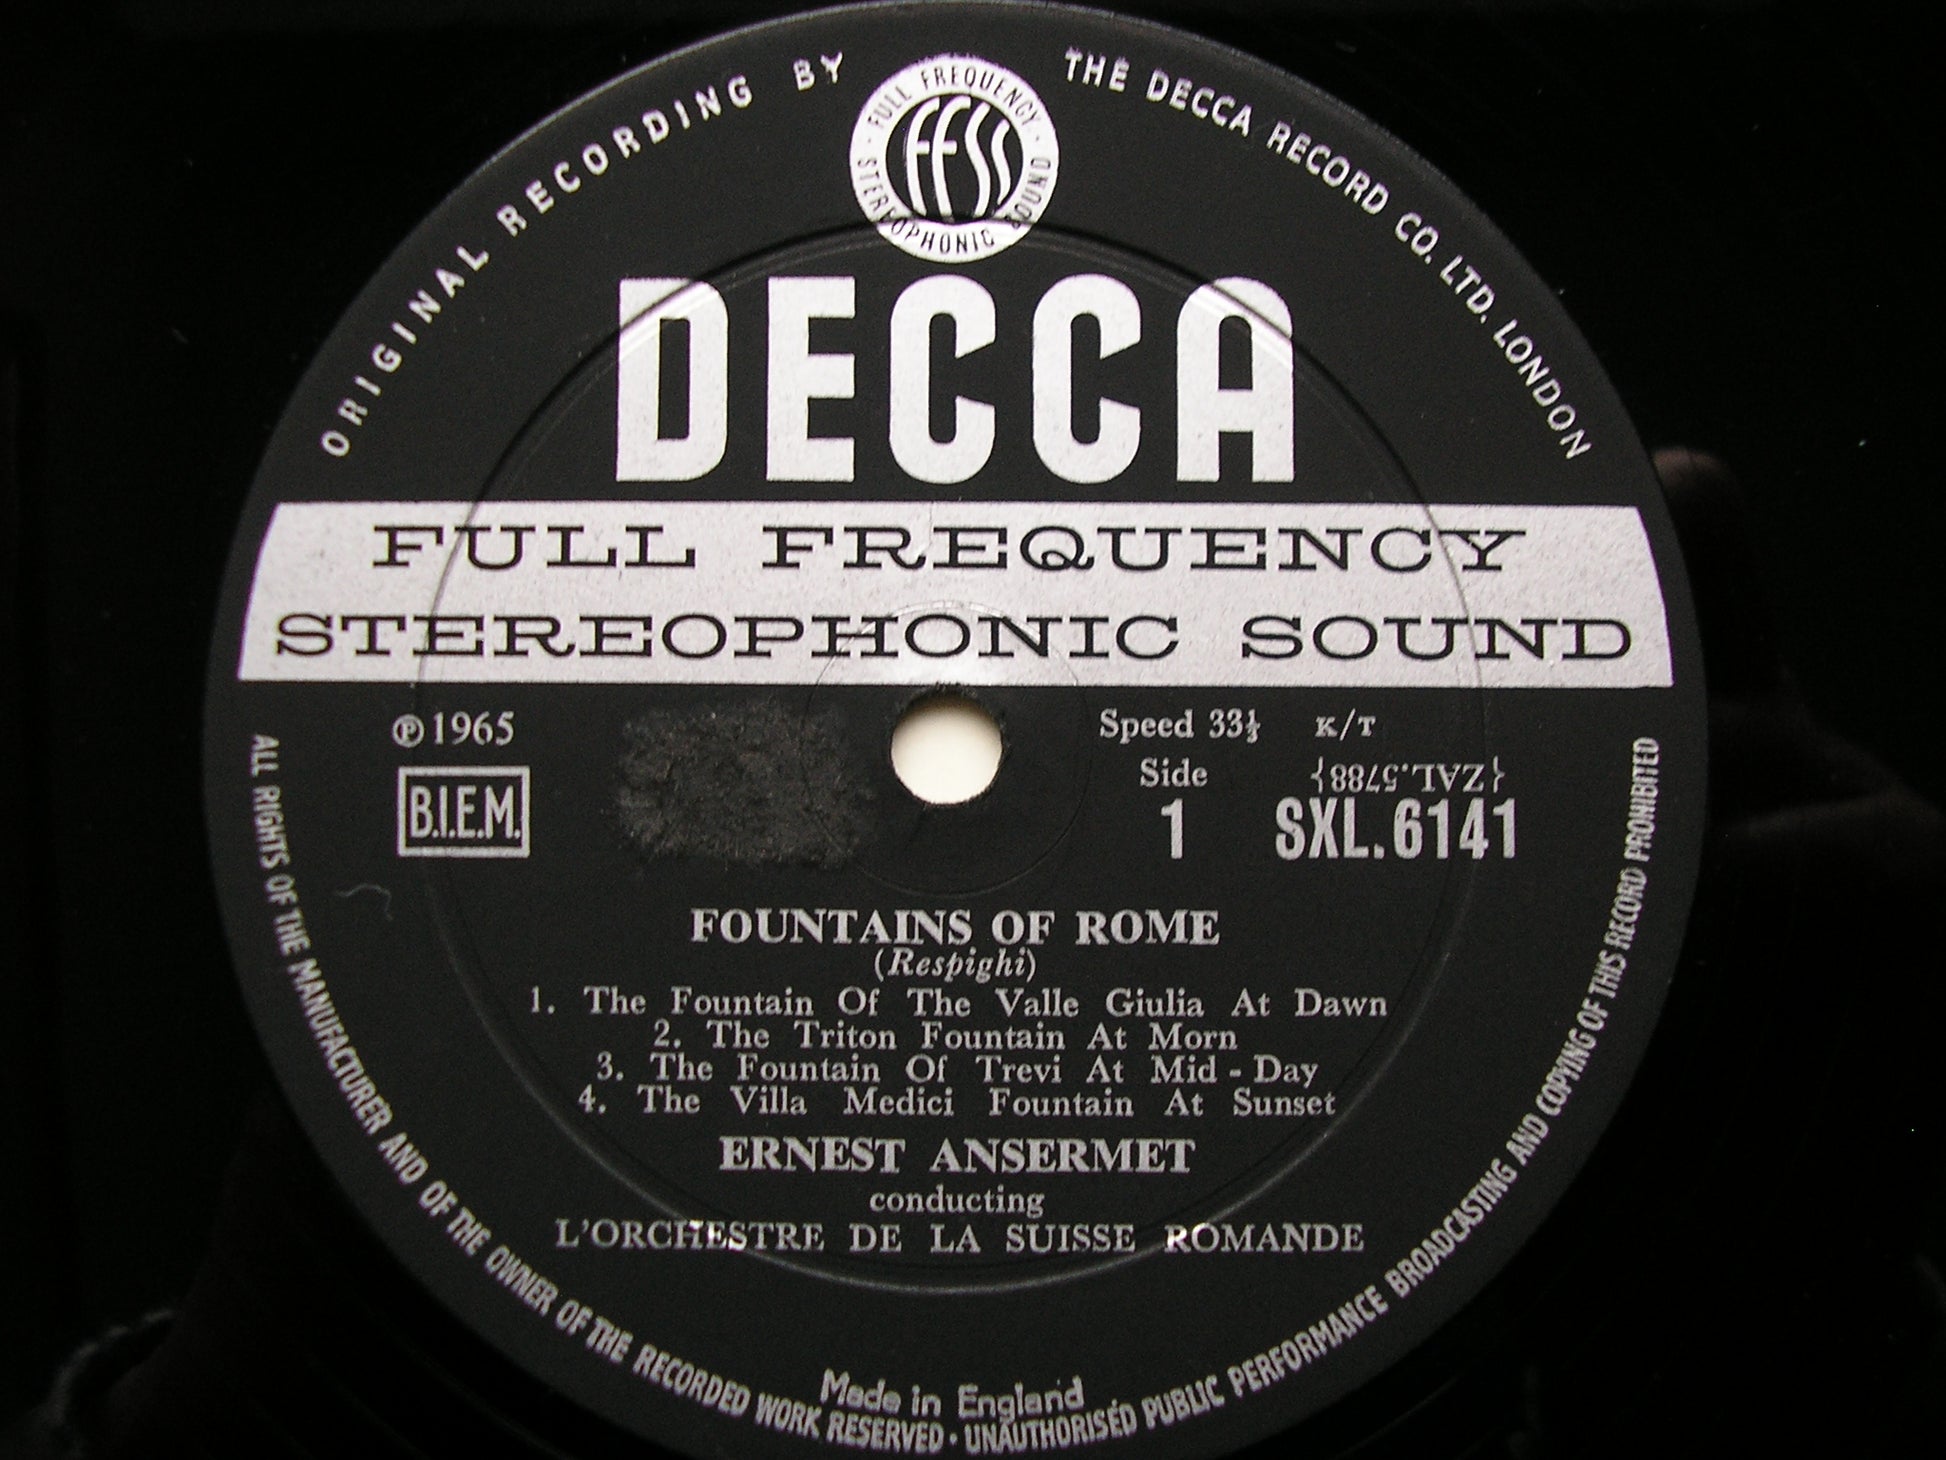 ORIGINAL RECORDING BY THE DECCA RECORD CO. LTD. LONDON
FULL FREQUENCY · STEREOPHONIC SOUND ·
FFSS
DECCA
FULL FREQUENCY
STEREOPHONIC SOUND
℗ 1965
B.I.E.M.
Speed 33⅓ K/T
Side {ZAL.5788}
1 SXL.6141
FOUNTAINS OF ROME
(Respighi)
1. The Fountain Of The Valle Giulia At Dawn
2. The Triton Fountain At Morn
3. The Fountain Of Trevi At Mid-Day
4. The Villa Medici Fountain At Sunset
ERNEST ANSERMET
conducting
L'ORCHESTRE DE LA SUISSE ROMANDE
Made in England
ALL RIGHTS OF THE MANUFACTURER AND OF THE OWNER OF THE RECORDED WORK RESERVED · UNAUTHORISED PUBLIC PERFORMANCE BROADCASTING AND COPYING OF THIS RECORD PROHIBITED